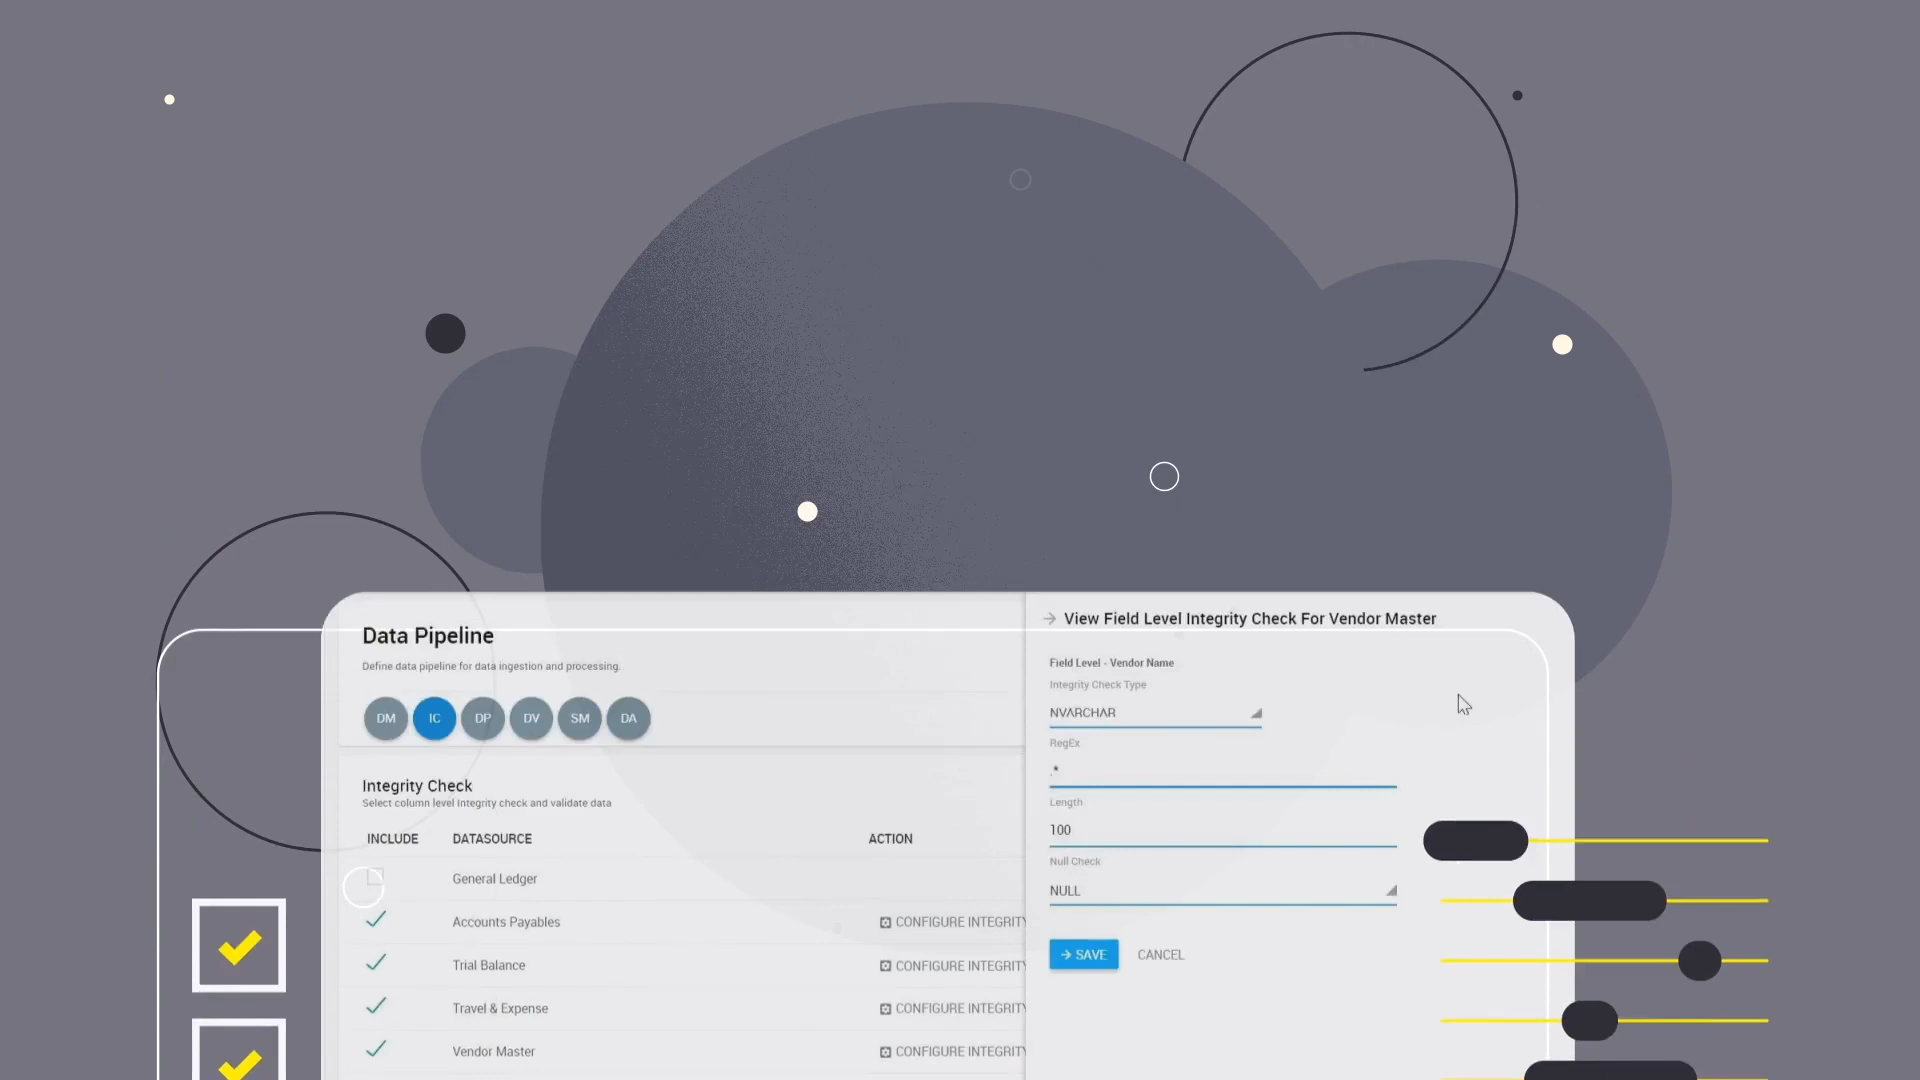 Data Pipeline
Define data pipeline for data ingestion and processing.
DM IC DP DV SM DA
Integrity Check
Select column level Integrity check and validate data
INCLUDE DATASOURCE ACTION
General Ledger
Accounts Payables CONFIGURE INTEGRITY
Trial Balance CONFIGURE INTEGRITY
Travel & Expense CONFIGURE INTEGRITY
Vendor Master CONFIGURE INTEGRITY
View Field Level Integrity Check For Vendor Master
Field Level - Vendor Name
Integrity Check Type
NVARCHAR
RegEx
.*
Length
100
Null Check
NULL
SAVE CANCEL